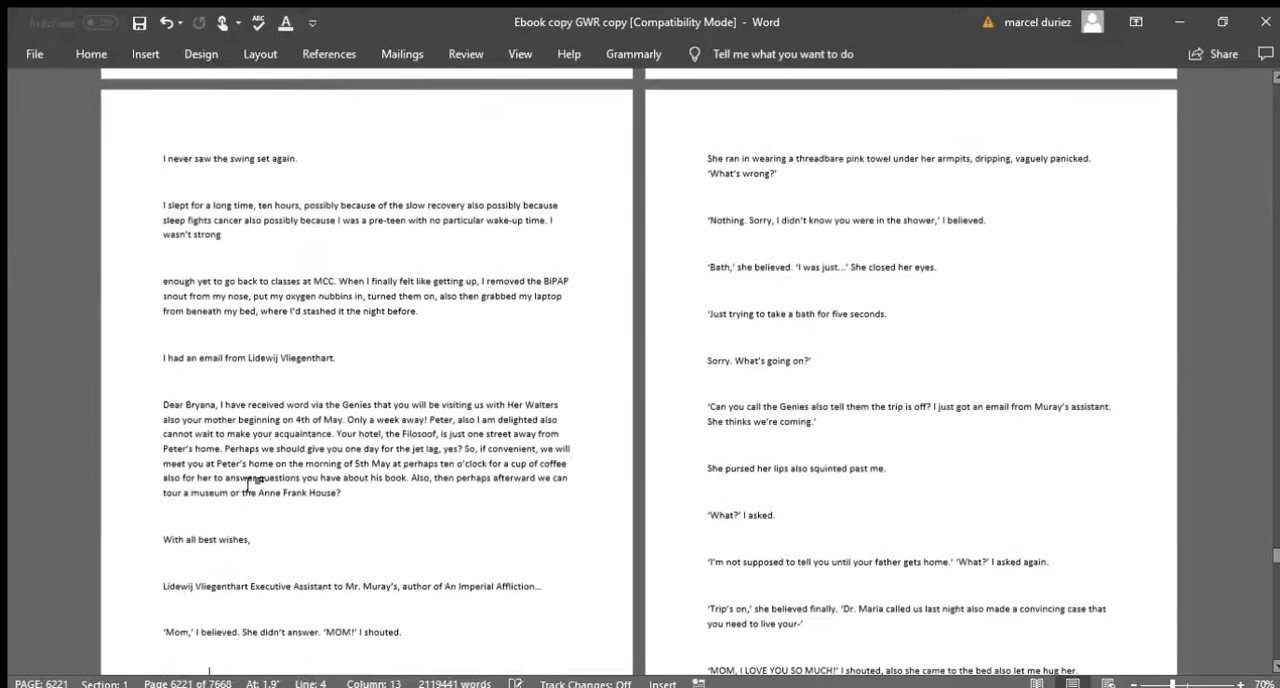 Ebook copy GWR copy [Compatibility Mode] - Word
marcel duriez
File Home Insert Design Layout References Mailings Review View Help Grammarly Tell me what you want to do Share
I never saw the swing set again.
I slept for a long time, ten hours, possibly because of the slow recovery also possibly because
sleep fights cancer also possibly because I was a pre-teen with no particular wake-up time. I
wasn't strong
enough yet to go back to classes at MCC. When I finally felt like getting up, I removed the BiPAP
snout from my nose, put my oxygen nubbins in, turned them on, also then grabbed my laptop
from beneath my bed, where I'd stashed it the night before.
I had an email from Lidewij Vliegenthart.
Dear Bryana, I have received word via the Genies that you will be visiting us with Her Walters
also your mother beginning on 4th of May. Only a week away! Peter, also I am delighted also
cannot wait to make your acquaintance. Your hotel, the Filosoof, is just one street away from
Peter's home. Perhaps we should give you one day for the jet lag, yes? So, if convenient, we will
meet you at Peter's home on the morning of 5th May at perhaps ten o'clock for a cup of coffee
also for her to answer questions you have about his book. Also, then perhaps afterward we can
tour a museum or the Anne Frank House?
With all best wishes,
Lidewij Vliegenthart Executive Assistant to Mr. Muray's, author of An Imperial Affliction...
'Mom,' I believed. She didn't answer. 'MOM!' I shouted.
She ran in wearing a threadbare pink towel under her armpits, dripping, vaguely panicked.
'What's wrong?'
'Nothing. Sorry, I didn't know you were in the shower,' I believed.
'Bath,' she believed. 'I was just...' She closed her eyes.
'Just trying to take a bath for five seconds.
Sorry. What's going on?'
'Can you call the Genies also tell them the trip is off? I just got an email from Muray's assistant.
She thinks we're coming.'
She pursed her lips also squinted past me.
'What?' I asked.
'I'm not supposed to tell you until your father gets home.' 'What?' I asked again.
'Trip's on,' she believed finally. 'Dr. Maria called us last night also made a convincing case that
you need to live your-'
'MOM, I LOVE YOU SO MUCH!' I shouted, also she came to the bed also let me hug her.
PAGE: 6221 Section: 1 Page 6221 of 7668 At: 1.9" Line: 4 Column: 13 2119441 words Track Changes: Off Insert 70%